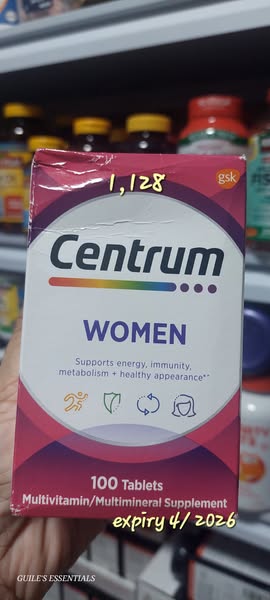 1,128
gsk
Centrum
WOMEN
Supports energy, immunity,
metabolism + healthy appearance*^
100 Tablets
Multivitamin/Multimineral Supplement
expiry 4/ 2026
GUILE'S ESSENTIALS